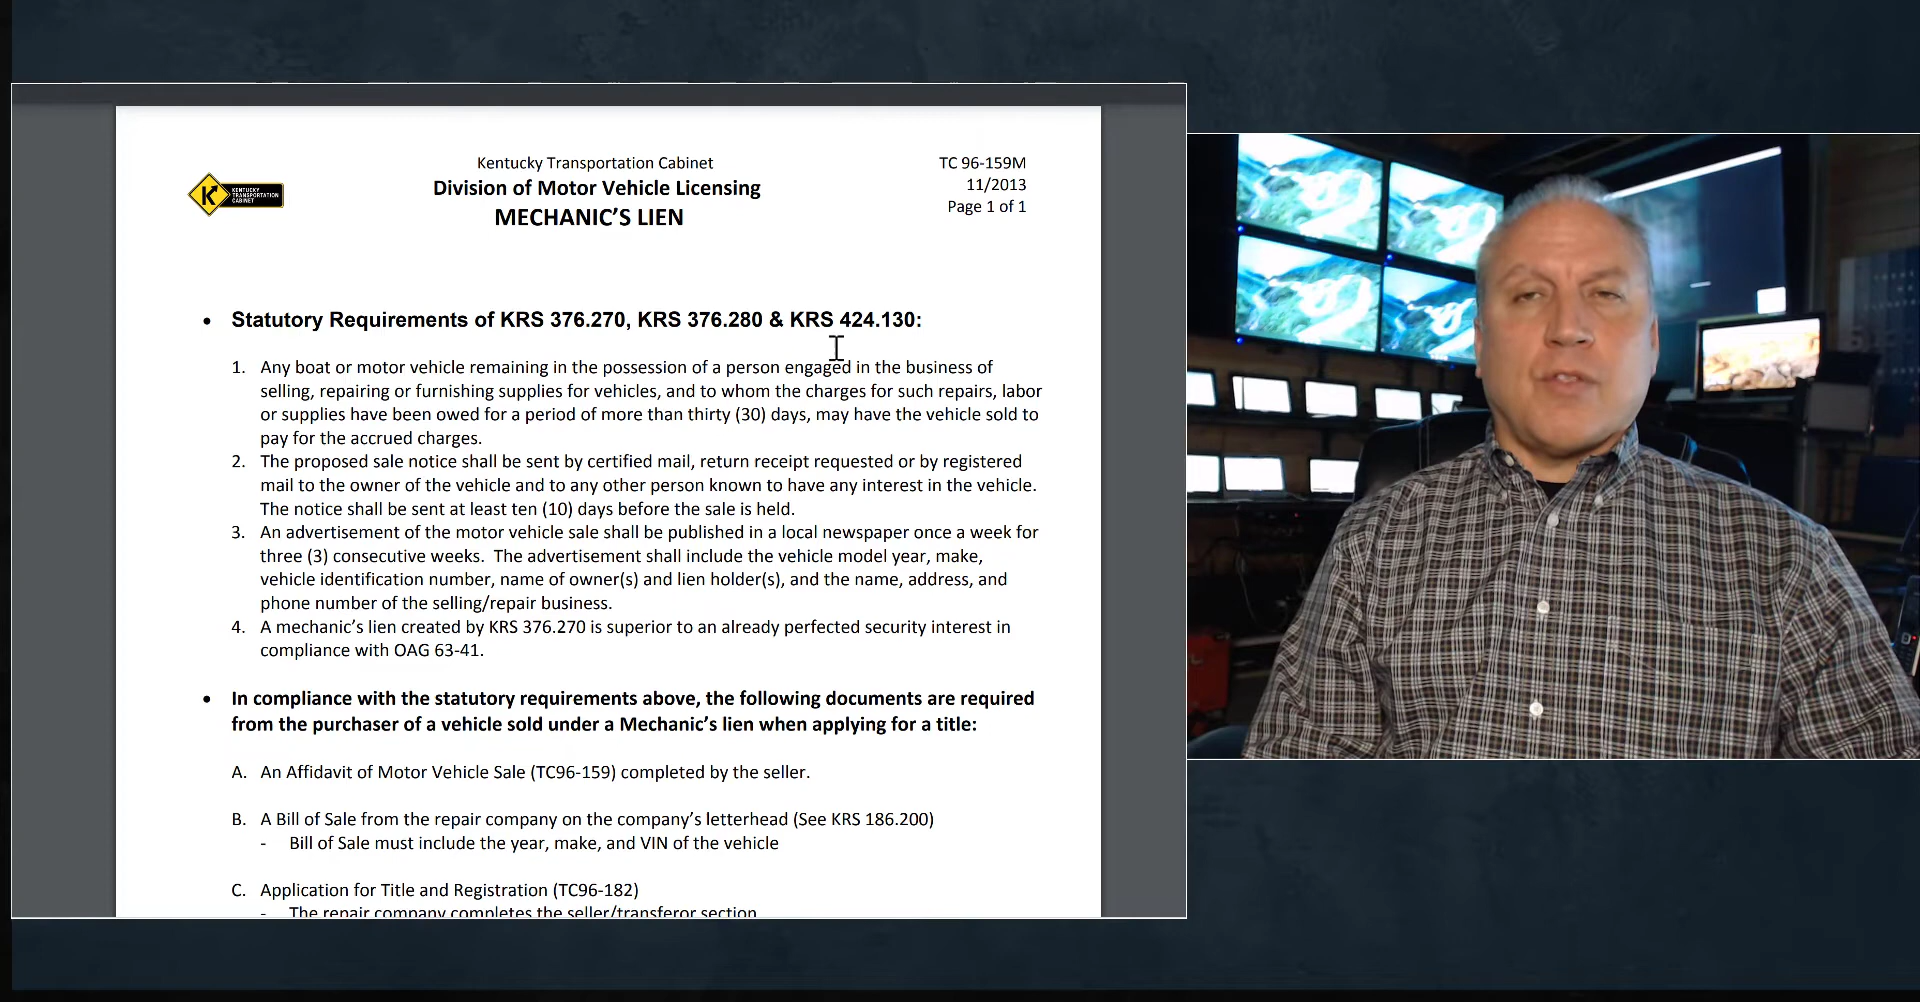 KENTUCKY
TRANSPORTATION
CABINET
Kentucky Transportation Cabinet
Division of Motor Vehicle Licensing
MECHANIC’S LIEN
TC 96-159M
11/2013
Page 1 of 1
• Statutory Requirements of KRS 376.270, KRS 376.280 & KRS 424.130:
1. Any boat or motor vehicle remaining in the possession of a person engaged in the business of
selling, repairing or furnishing supplies for vehicles, and to whom the charges for such repairs, labor
or supplies have been owed for a period of more than thirty (30) days, may have the vehicle sold to
pay for the accrued charges.
2. The proposed sale notice shall be sent by certified mail, return receipt requested or by registered
mail to the owner of the vehicle and to any other person known to have any interest in the vehicle.
The notice shall be sent at least ten (10) days before the sale is held.
3. An advertisement of the motor vehicle sale shall be published in a local newspaper once a week for
three (3) consecutive weeks. The advertisement shall include the vehicle model year, make,
vehicle identification number, name of owner(s) and lien holder(s), and the name, address, and
phone number of the selling/repair business.
4. A mechanic’s lien created by KRS 376.270 is superior to an already perfected security interest in
compliance with OAG 63-41.
• In compliance with the statutory requirements above, the following documents are required
from the purchaser of a vehicle sold under a Mechanic’s lien when applying for a title:
A. An Affidavit of Motor Vehicle Sale (TC96-159) completed by the seller.
B. A Bill of Sale from the repair company on the company’s letterhead (See KRS 186.200)
- Bill of Sale must include the year, make, and VIN of the vehicle
C. Application for Title and Registration (TC96-182)
- The repair company completes the seller/transferor section